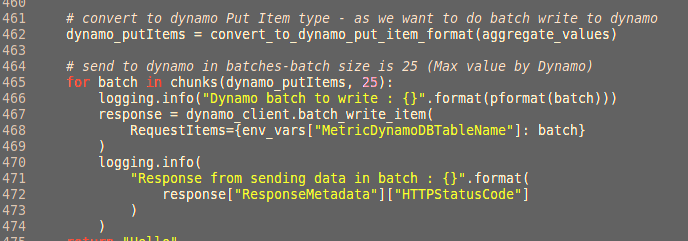 460
461 # convert to dynamo Put Item type - as we want to do batch write to dynamo
462 dynamo_putItems = convert_to_dynamo_put_item_format(aggregate_values)
463
464 # send to dynamo in batches-batch size is 25 (Max value by Dynamo)
465 for batch in chunks(dynamo_putItems, 25):
466 logging.info("Dynamo batch to write : {}".format(pformat(batch)))
467 response = dynamo_client.batch_write_item(
468 RequestItems={env_vars["MetricDynamoDBTableName"]: batch}
469 )
470 logging.info(
471 "Response from sending data in batch : {}".format(
472 response["ResponseMetadata"]["HTTPStatusCode"]
473 )
474 )
475 return "Hello"